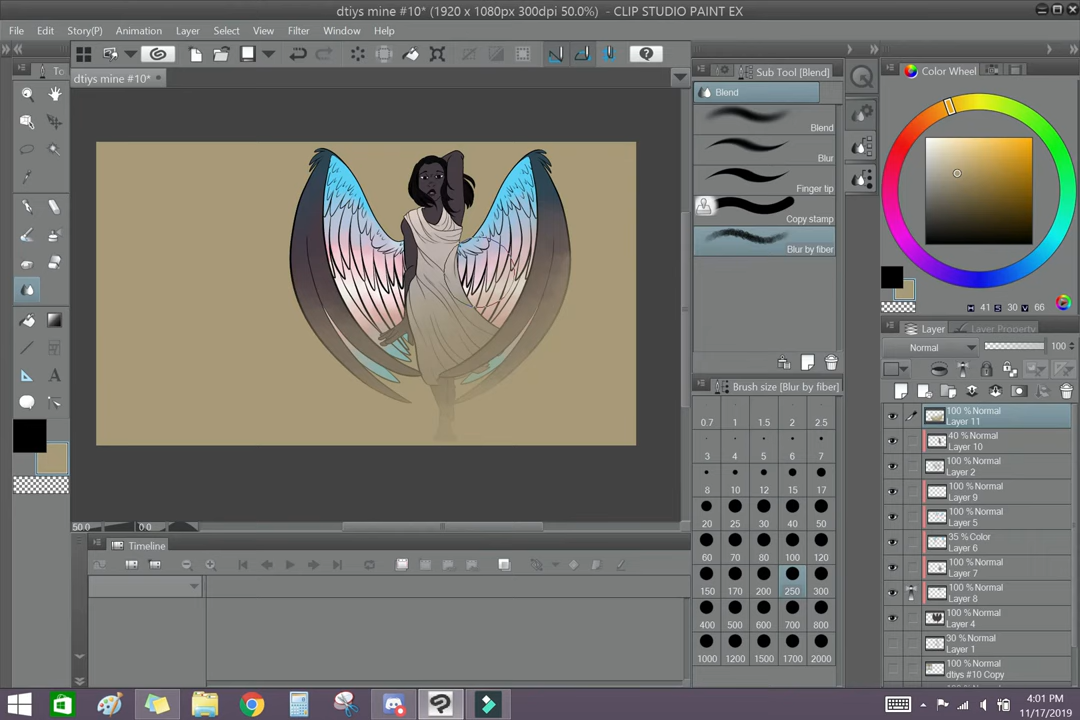 dtiys mine #10* (1920 x 1080px 300dpi 50.0%) - CLIP STUDIO PAINT EX
File Edit Story(P) Animation Layer Select View Filter Window Help
dtiys mine #10*
To
Sub Tool [Blend]
Blend
Blend
Blur
Finger tip
Copy stamp
Blur by fiber
Brush size [Blur by fiber]
0.7 1 1.5 2 2.5
3 4 5 6 7
8 10 12 15 17
20 25 30 40 50
60 70 80 100 120
150 170 200 250 300
400 500 600 700 800
1000 1200 1500 1700 2000
Color Wheel
H 41 S 30 V 66
Layer Layer Property
Normal 100
100 % Normal
Layer 11
40 % Normal
Layer 10
100 % Normal
Layer 2
100 % Normal
Layer 9
100 % Normal
Layer 5
35 % Color
Layer 6
100 % Normal
Layer 7
100 % Normal
Layer 8
100 % Normal
Layer 4
30 % Normal
Layer 1
100 % Normal
dtiys #10 Copy
50.0 0.0
Timeline
4:01 PM
11/17/2019